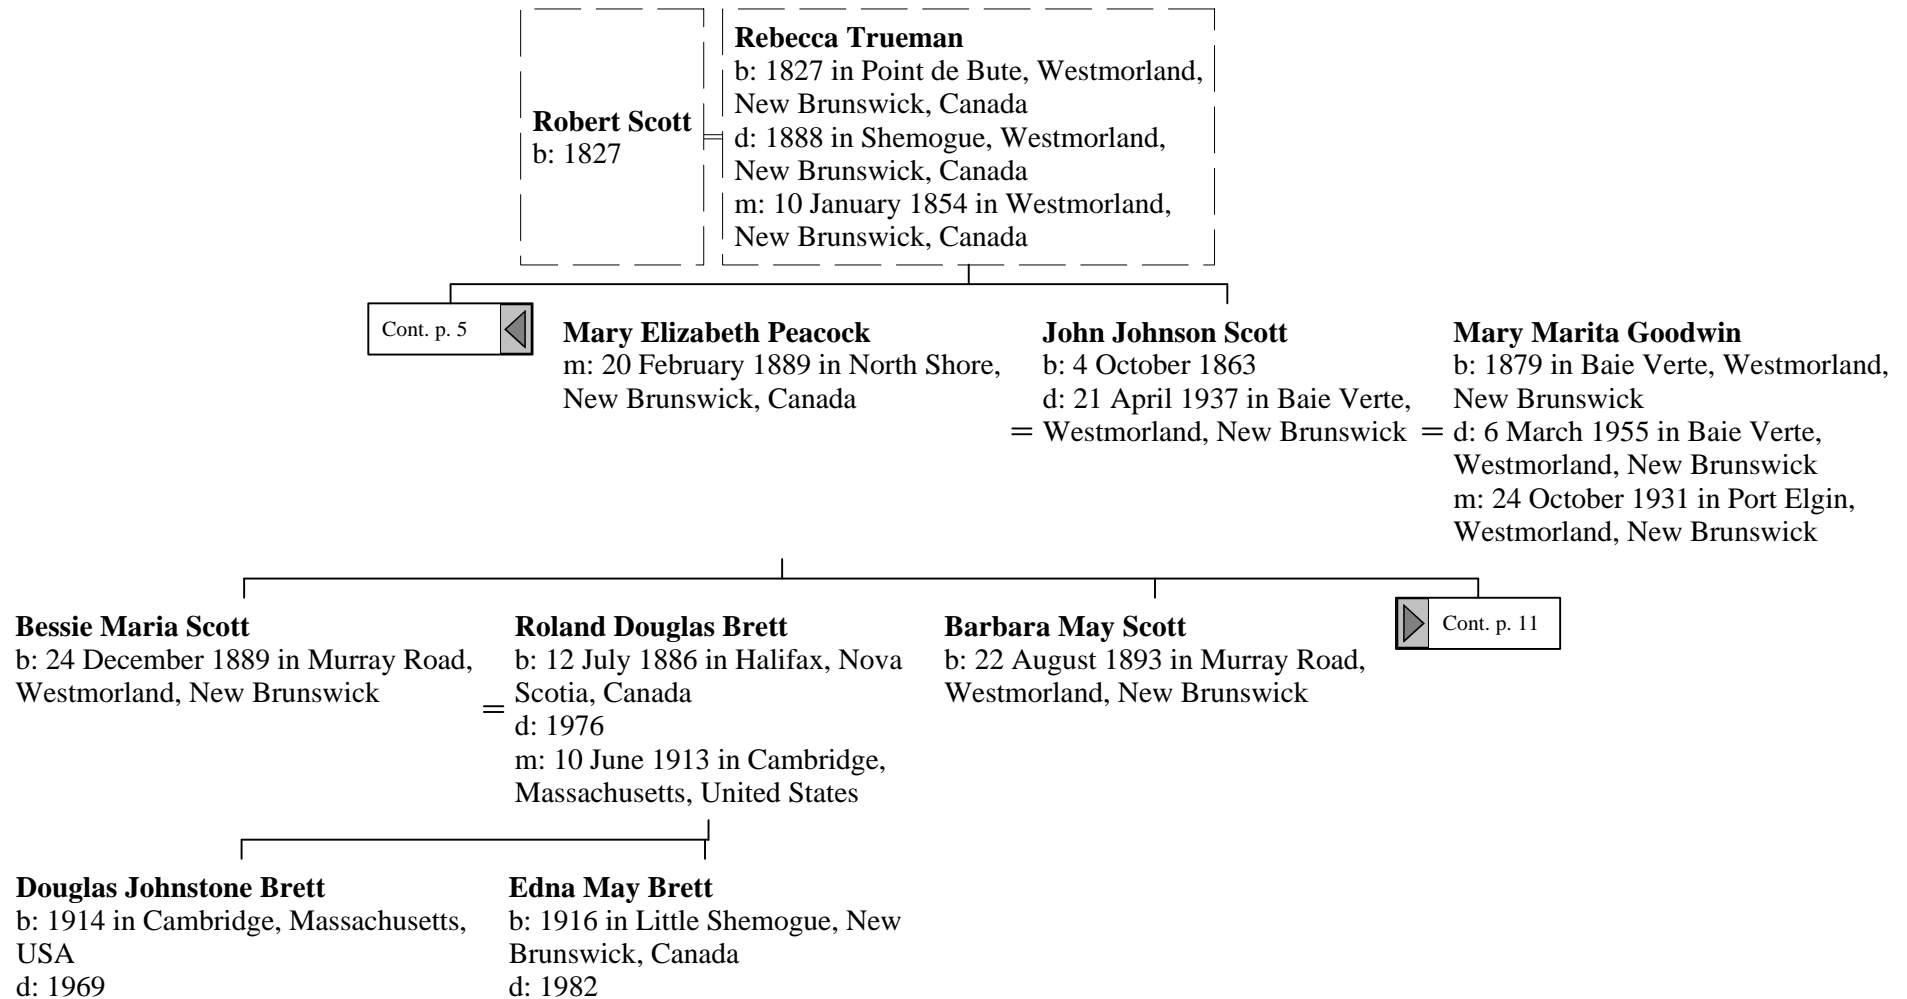 Robert Scott
b: 1827
Rebecca Trueman
b: 1827 in Point de Bute, Westmorland,
New Brunswick, Canada
d: 1888 in Shemogue, Westmorland,
New Brunswick, Canada
m: 10 January 1854 in Westmorland,
New Brunswick, Canada
Cont. p. 5
Mary Elizabeth Peacock
m: 20 February 1889 in North Shore,
New Brunswick, Canada
=
John Johnson Scott
b: 4 October 1863
d: 21 April 1937 in Baie Verte,
Westmorland, New Brunswick
=
Mary Marita Goodwin
b: 1879 in Baie Verte, Westmorland,
New Brunswick
d: 6 March 1955 in Baie Verte,
Westmorland, New Brunswick
m: 24 October 1931 in Port Elgin,
Westmorland, New Brunswick
Bessie Maria Scott
b: 24 December 1889 in Murray Road,
Westmorland, New Brunswick
=
Roland Douglas Brett
b: 12 July 1886 in Halifax, Nova
Scotia, Canada
d: 1976
m: 10 June 1913 in Cambridge,
Massachusetts, United States
Barbara May Scott
b: 22 August 1893 in Murray Road,
Westmorland, New Brunswick
Cont. p. 11
Douglas Johnstone Brett
b: 1914 in Cambridge, Massachusetts,
USA
d: 1969
Edna May Brett
b: 1916 in Little Shemogue, New
Brunswick, Canada
d: 1982